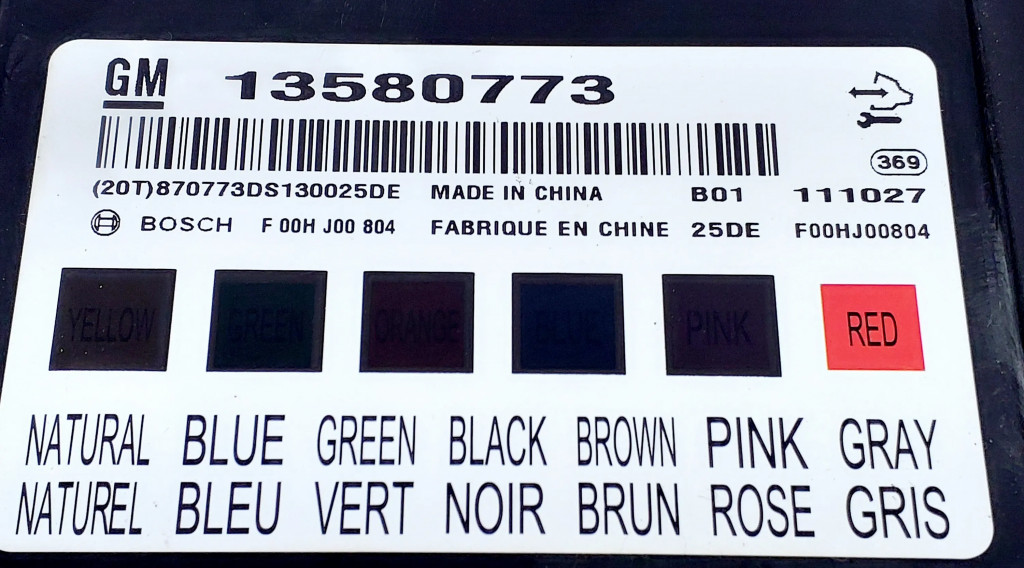 GM 13580773
369
(20T)870773DS130025DE MADE IN CHINA B01 111027
BOSCH F 00H J00 804 FABRIQUE EN CHINE 25DE F00HJ00804
YELLOW GREEN ORANGE BLUE PINK RED
NATURAL BLUE GREEN BLACK BROWN PINK GRAY
NATUREL BLEU VERT NOIR BRUN ROSE GRIS